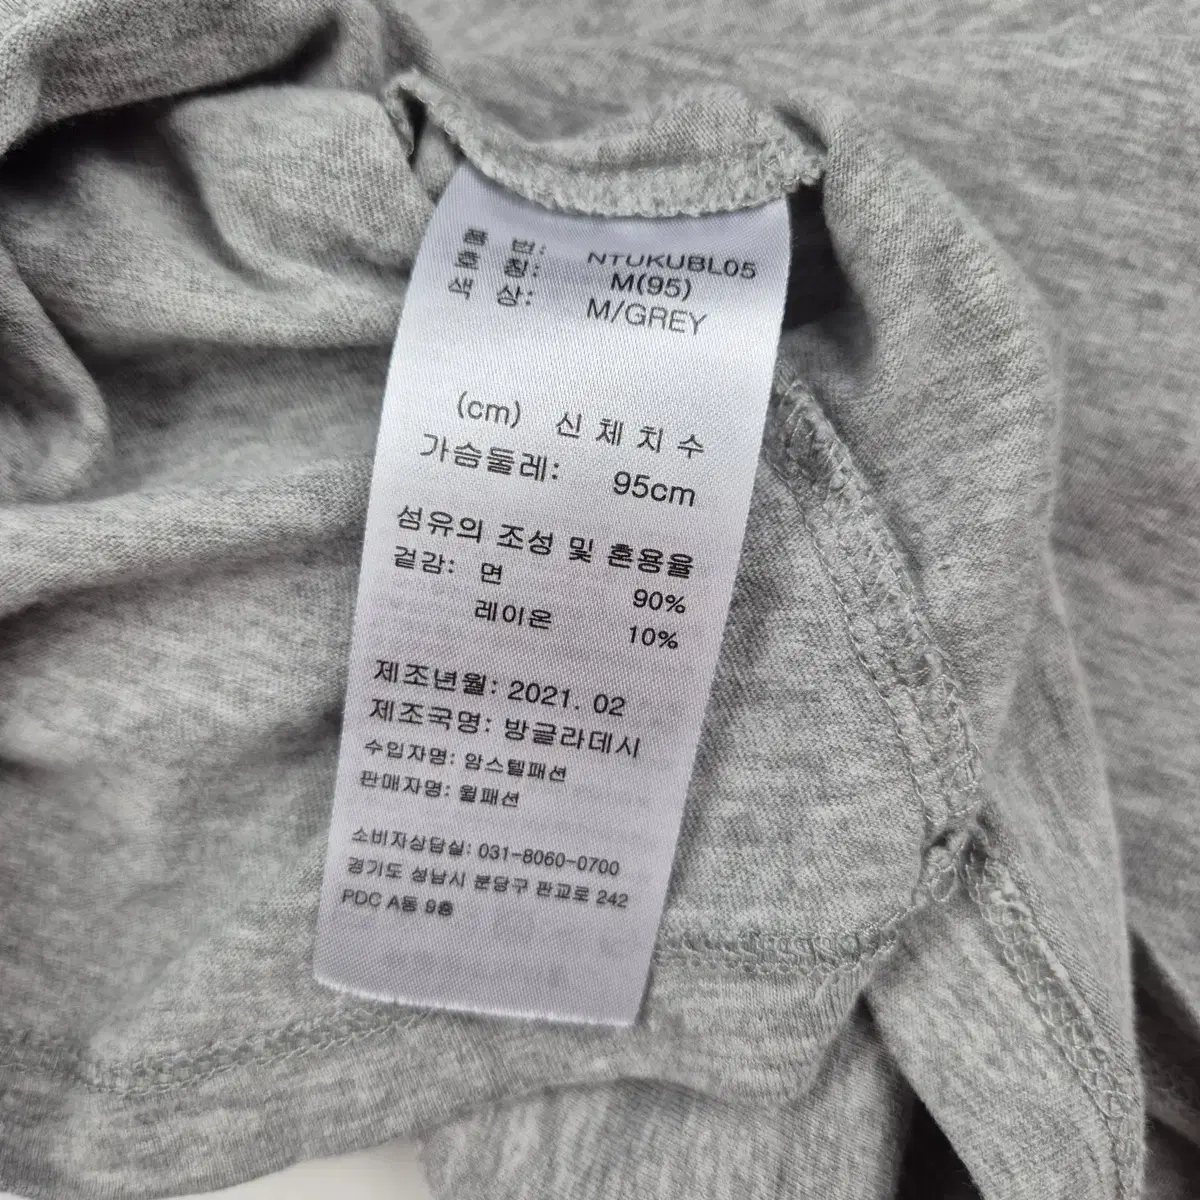 품 번: NTUKUBL05
호 칭: M(95)
색 상: M/GREY
(cm) 신 체 치 수
가슴둘레: 95cm
섬유의 조성 및 혼용율
겉감: 면 90%
레이온 10%
제조년월: 2021. 02
제조국명: 방글라데시
수입자명: 암스텔패션
판매자명: 월패션
소비자상담실: 031-8060-0700
경기도 성남시 분당구 판교로 242
PDC A동 9층